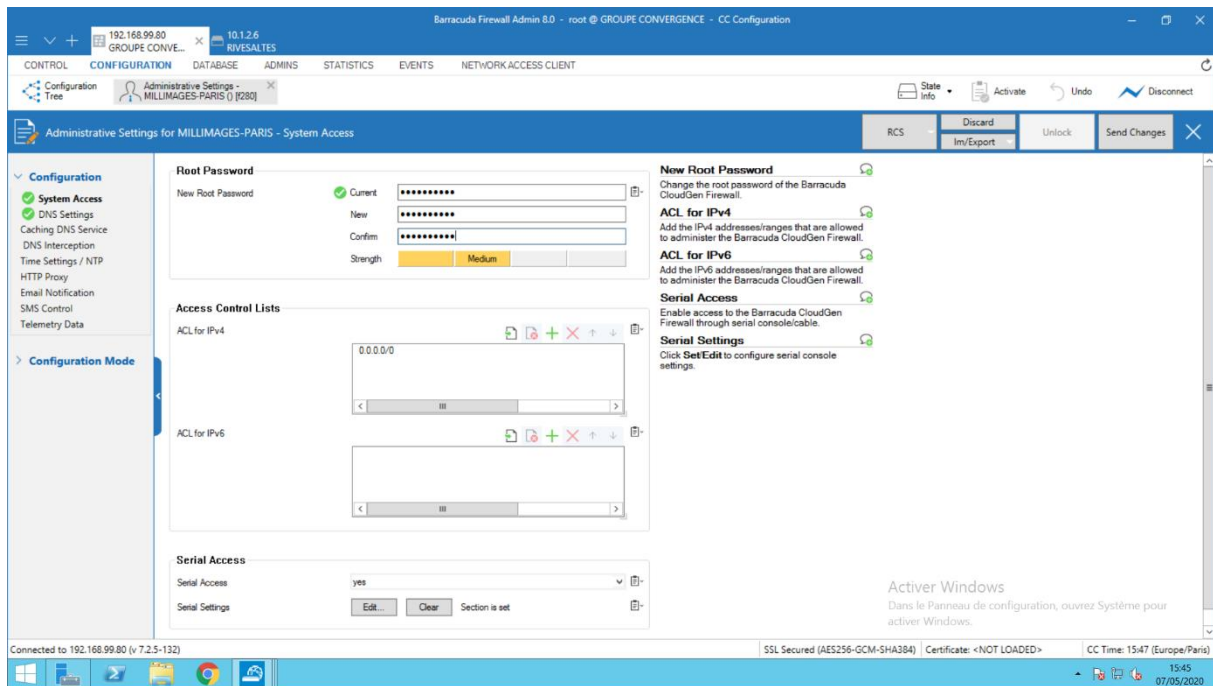 Barracuda Firewall Admin 8.0 - root @ GROUPE CONVERGENCE - CC Configuration
192.168.99.80
GROUPE CONVE...
10.1.2.6
RIVESALTES
CONTROL CONFIGURATION DATABASE ADMINS STATISTICS EVENTS NETWORK ACCESS CLIENT
Configuration Tree
Administrative Settings - MILLIMAGES-PARIS () [f280]
State Info
Activate
Undo
Disconnect
Administrative Settings for MILLIMAGES-PARIS - System Access
RCS
Discard
Im/Export
Unlock
Send Changes
Configuration
System Access
DNS Settings
Caching DNS Service
DNS Interception
Time Settings / NTP
HTTP Proxy
Email Notification
SMS Control
Telemetry Data
Configuration Mode
Root Password
New Root Password
Current ••••••••••
New ••••••••••
Confirm ••••••••••
Strength Medium
Access Control Lists
ACL for IPv4
0.0.0.0/0
ACL for IPv6
Serial Access
Serial Access yes
Serial Settings Edit... Clear Section is set
New Root Password
Change the root password of the Barracuda
CloudGen Firewall.
ACL for IPv4
Add the IPv4 addresses/ranges that are allowed
to administer the Barracuda CloudGen Firewall.
ACL for IPv6
Add the IPv6 addresses/ranges that are allowed
to administer the Barracuda CloudGen Firewall.
Serial Access
Enable access to the Barracuda CloudGen
Firewall through serial console/cable.
Serial Settings
Click Set/Edit to configure serial console
settings.
Activer Windows
Dans le Panneau de configuration, ouvrez Système pour
activer Windows.
Connected to 192.168.99.80 (v 7.2.5-132)
SSL Secured (AES256-GCM-SHA384) Certificate: <NOT LOADED> CC Time: 15:47 (Europe/Paris)
15:45
07/05/2020